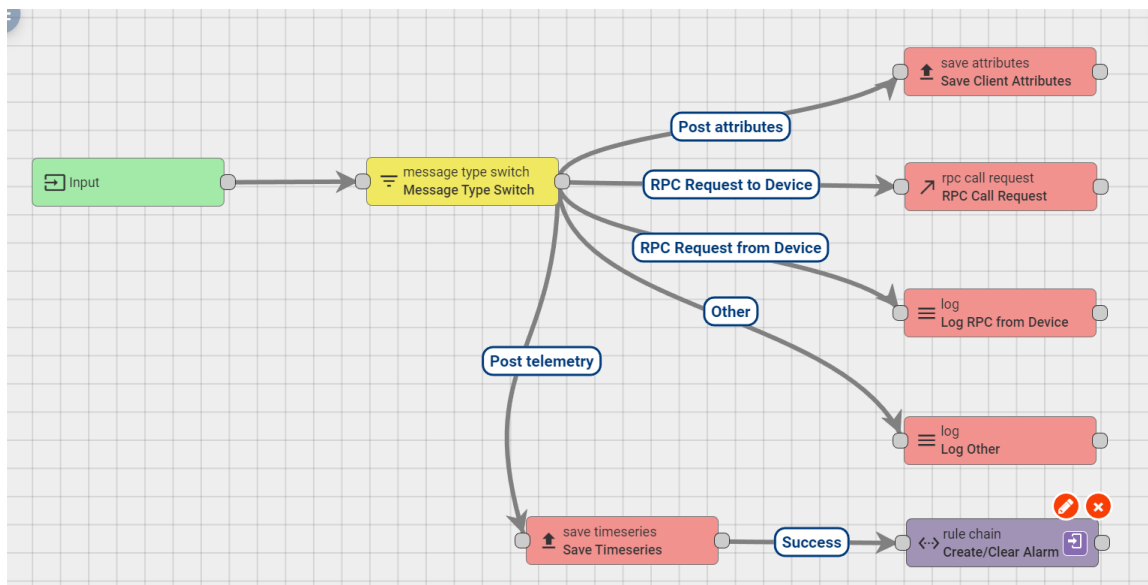 save attributes
Save Client Attributes
Post attributes
Input
message type switch
Message Type Switch
RPC Request to Device
rpc call request
RPC Call Request
RPC Request from Device
log
Log RPC from Device
Other
Post telemetry
log
Log Other
save timeseries
Save Timeseries
Success
rule chain
Create/Clear Alarm